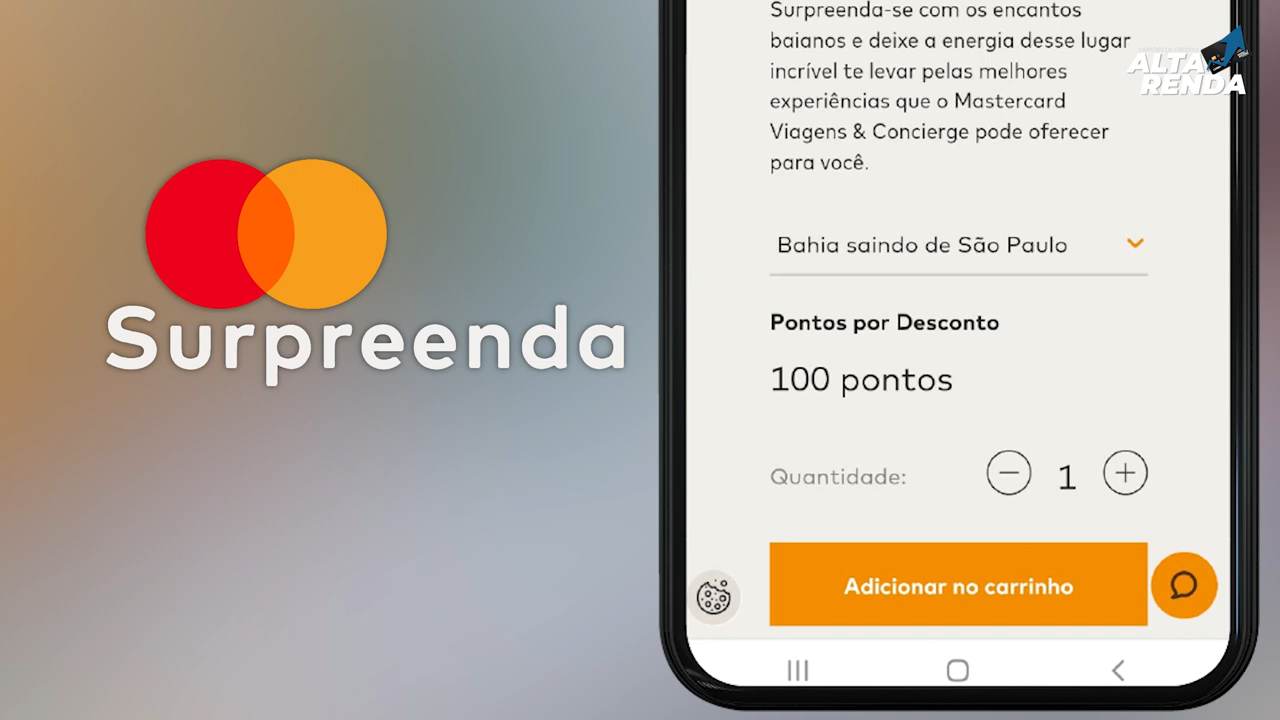 Surpreenda-se com os encantos
baianos e deixe a energia desse lugar
incrível te levar pelas melhores
experiências que o Mastercard
Viagens & Concierge pode oferecer
para você.
ALTA
RENDA
Surpreenda
Bahia saindo de São Paulo
Pontos por Desconto
100 pontos
Quantidade:
1
Adicionar no carrinho